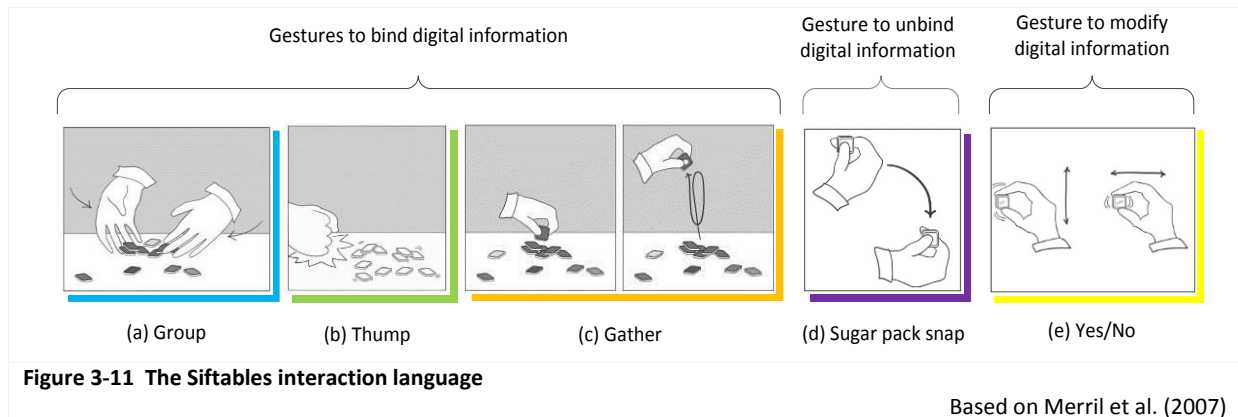 Gestures to bind digital information
Gesture to unbind
digital information
Gesture to modify
digital information
(a) Group
(b) Thump
(c) Gather
(d) Sugar pack snap
(e) Yes/No
Figure 3-11  The Siftables interaction language
Based on Merril et al. (2007)